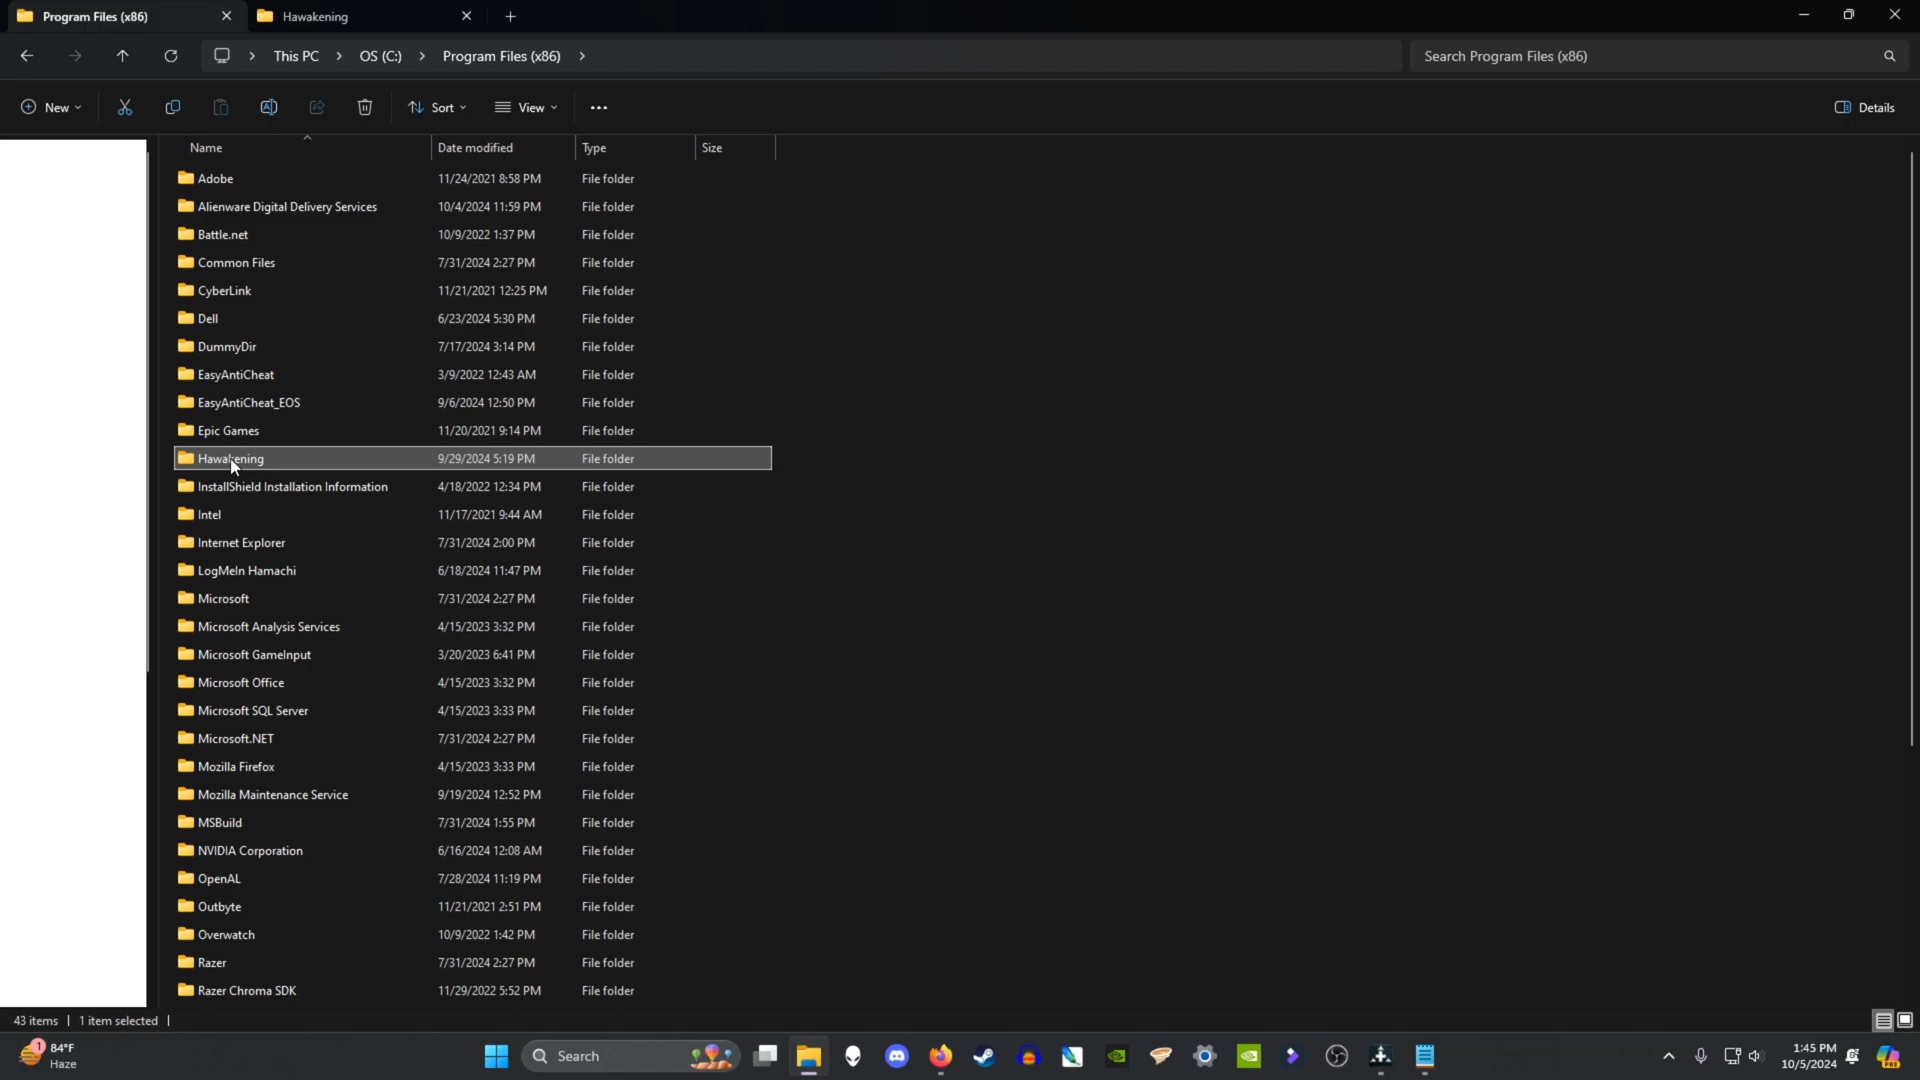 Program Files (x86)
Hawakening
This PC > OS (C:) > Program Files (x86) >
Search Program Files (x86)
New
Sort
View
Details
Name Date modified Type Size
Adobe 11/24/2021 8:58 PM File folder
Alienware Digital Delivery Services 10/4/2024 11:59 PM File folder
Battle.net 10/9/2022 1:37 PM File folder
Common Files 7/31/2024 2:27 PM File folder
CyberLink 11/21/2021 12:25 PM File folder
Dell 6/23/2024 5:30 PM File folder
DummyDir 7/17/2024 3:14 PM File folder
EasyAntiCheat 3/9/2022 12:43 AM File folder
EasyAntiCheat_EOS 9/6/2024 12:50 PM File folder
Epic Games 11/20/2021 9:14 PM File folder
Hawakening 9/29/2024 5:19 PM File folder
InstallShield Installation Information 4/18/2022 12:34 PM File folder
Intel 11/17/2021 9:44 AM File folder
Internet Explorer 7/31/2024 2:00 PM File folder
LogMeIn Hamachi 6/18/2024 11:47 PM File folder
Microsoft 7/31/2024 2:27 PM File folder
Microsoft Analysis Services 4/15/2023 3:32 PM File folder
Microsoft GameInput 3/20/2023 6:41 PM File folder
Microsoft Office 4/15/2023 3:32 PM File folder
Microsoft SQL Server 4/15/2023 3:33 PM File folder
Microsoft.NET 7/31/2024 2:27 PM File folder
Mozilla Firefox 4/15/2023 3:33 PM File folder
Mozilla Maintenance Service 9/19/2024 12:52 PM File folder
MSBuild 7/31/2024 1:55 PM File folder
NVIDIA Corporation 6/16/2024 12:08 AM File folder
OpenAL 7/28/2024 11:19 PM File folder
Outbyte 11/21/2021 2:51 PM File folder
Overwatch 10/9/2022 1:42 PM File folder
Razer 7/31/2024 2:27 PM File folder
Razer Chroma SDK 11/29/2022 5:52 PM File folder
43 items | 1 item selected |
1
84°F
Haze
Search
1:45 PM
10/5/2024
PRE